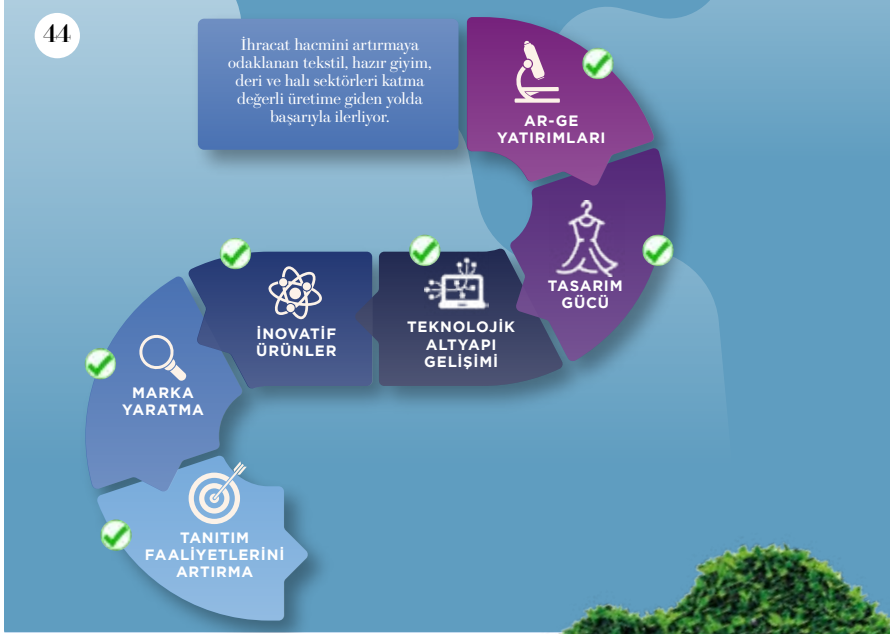 44
İhracat hacmini artırmaya
odaklanan tekstil, hazır giyim,
deri ve halı sektörleri katma
değerli üretime giden yolda
başarıyla ilerliyor.
AR-GE
YATIRIMLARI
TASARIM
GÜCÜ
TEKNOLOJİK
ALTYAPI
GELİŞİMİ
İNOVATİF
ÜRÜNLER
MARKA
YARATMA
TANITIM
FAALİYETLERİNİ
ARTIRMA